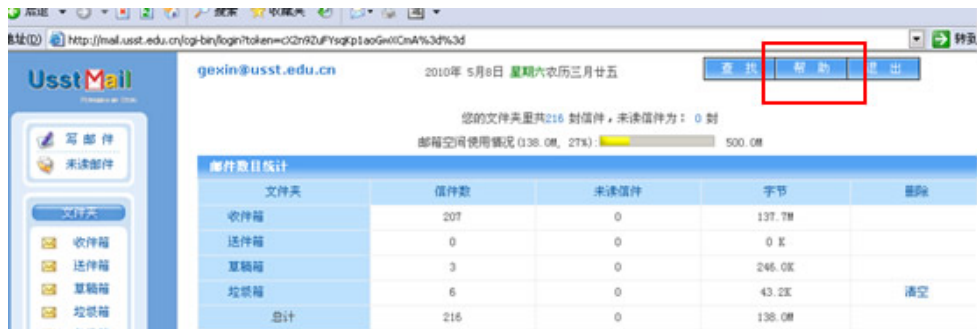 后退 搜索 收藏夹
地址(D) http://mail.usst.edu.cn/cgi-bin/login?token= 转到
UsstMail
gexin@usst.edu.cn 2010年 5月8日 星期六农历三月廿五 查 找 帮 助 退 出
您的文件夹里共216 封信件，未读信件为： 0 封
邮箱空间使用情况(138.0M, 27%): 500.0M
写邮件
未读邮件
文件夹
收件箱
送件箱
草稿箱
垃圾箱
邮件数目统计
文件夹 信件数 未读信件 字节 删除
收件箱 207 0 137.7M
送件箱 0 0 0 K
草稿箱 3 0 246.0K
垃圾箱 6 0 43.2K 清空
总计 216 0 138.0M